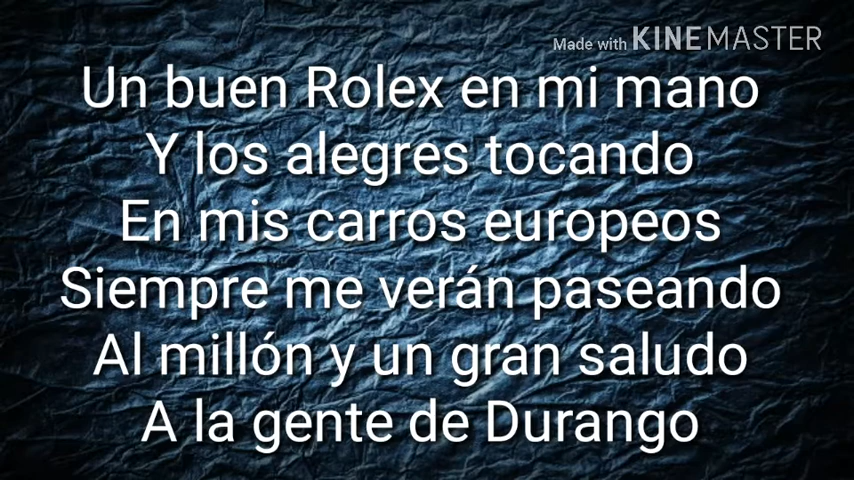 Made with KINEMASTER
Un buen Rolex en mi mano
Y los alegres tocando
En mis carros europeos
Siempre me verán paseando
Al millón y un gran saludo
A la gente de Durango